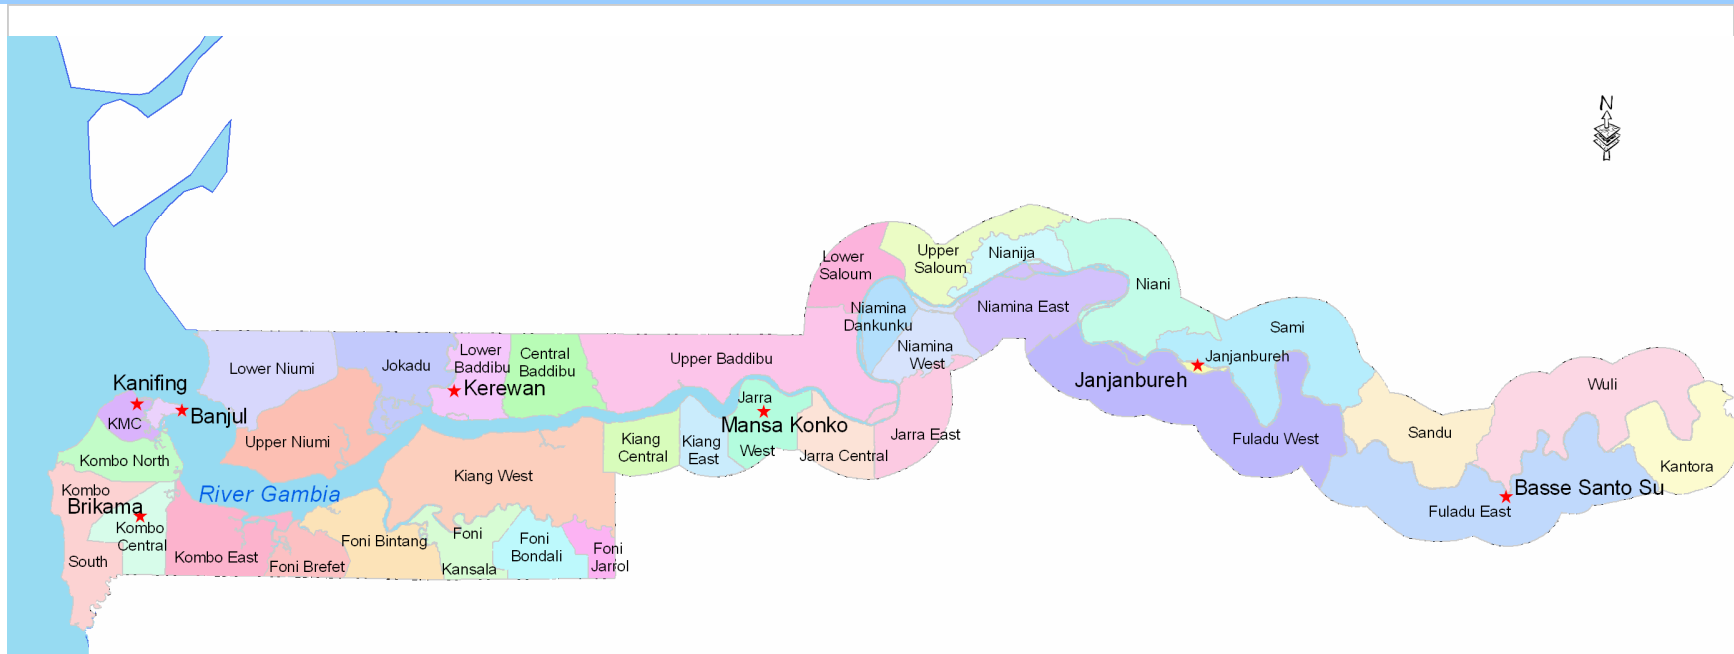 N
Upper
Saloum
Nianija
Lower
Saloum
Niani
Niamina East
Niamina
Dankunku
Sami
Niamina
West
Lower
Baddibu
Central
Baddibu
Upper Baddibu
Janjanbureh
Lower Niumi
Jokadu
Janjanbureh
Kanifing
Kerewan
Wuli
Jarra
KMC
Banjul
Mansa Konko
Upper Niumi
Kiang
Central
Kiang
East
West
Jarra East
Jarra Central
Fuladu West
Sandu
Kombo North
Kiang West
Kantora
Kombo
River Gambia
Basse Santo Su
Brikama
Fuladu East
Kombo
Central
South
Kombo East
Foni Brefet
Foni Bintang
Foni
Kansala
Foni
Bondali
Foni
Jarrol